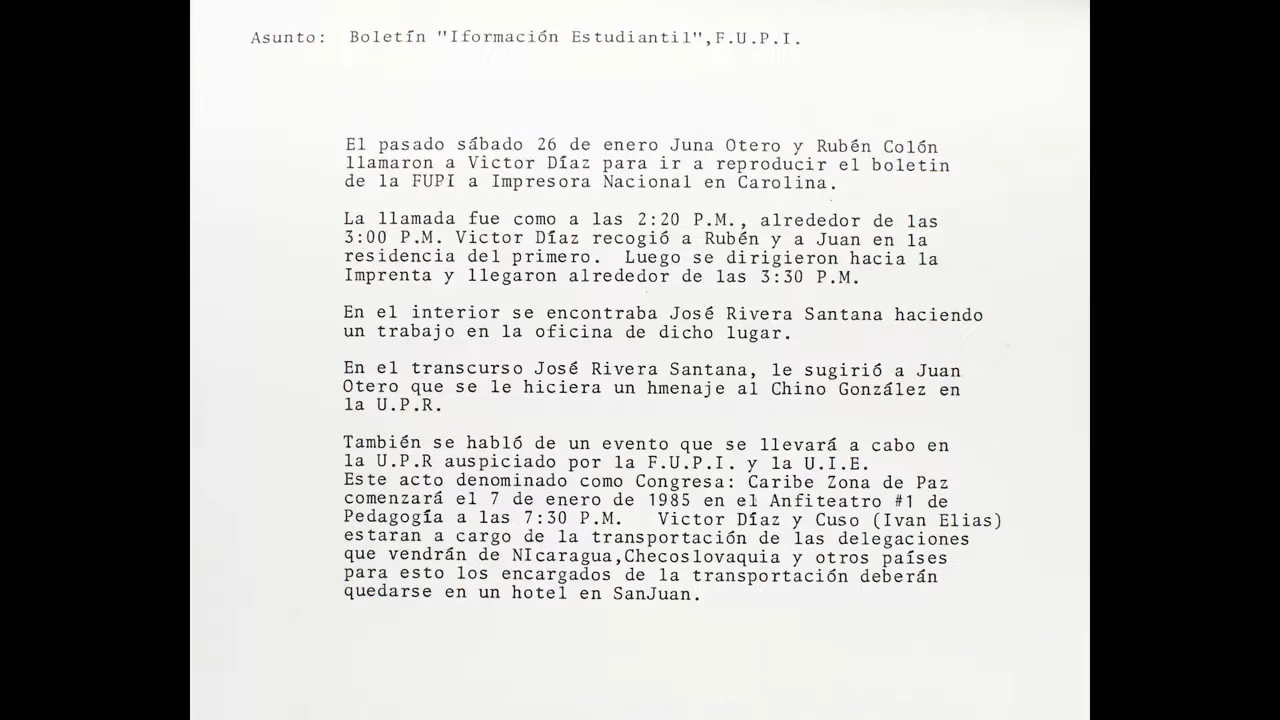 Asunto: Boletín "Iformación Estudiantil",F.U.P.I.
El pasado sábado 26 de enero Juna Otero y Rubén Colón
llamaron a Victor Díaz para ir a reproducir el boletin
de la FUPI a Impresora Nacional en Carolina.
La llamada fue como a las 2:20 P.M., alrededor de las
3:00 P.M. Victor Díaz recogió a Rubén y a Juan en la
residencia del primero. Luego se dirigieron hacia la
Imprenta y llegaron alrededor de las 3:30 P.M.
En el interior se encontraba José Rivera Santana haciendo
un trabajo en la oficina de dicho lugar.
En el transcurso José Rivera Santana, le sugirió a Juan
Otero que se le hiciera un hmenaje al Chino González en
la U.P.R.
También se habló de un evento que se llevará a cabo en
la U.P.R auspiciado por la F.U.P.I. y la U.I.E.
Este acto denominado como Congresa: Caribe Zona de Paz
comenzará el 7 de enero de 1985 en el Anfiteatro #1 de
Pedagogía a las 7:30 P.M. Victor Díaz y Cuso (Ivan Elias)
estaran a cargo de la transportación de las delegaciones
que vendrán de NIcaragua,Checoslovaquia y otros países
para esto los encargados de la transportación deberán
quedarse en un hotel en SanJuan.